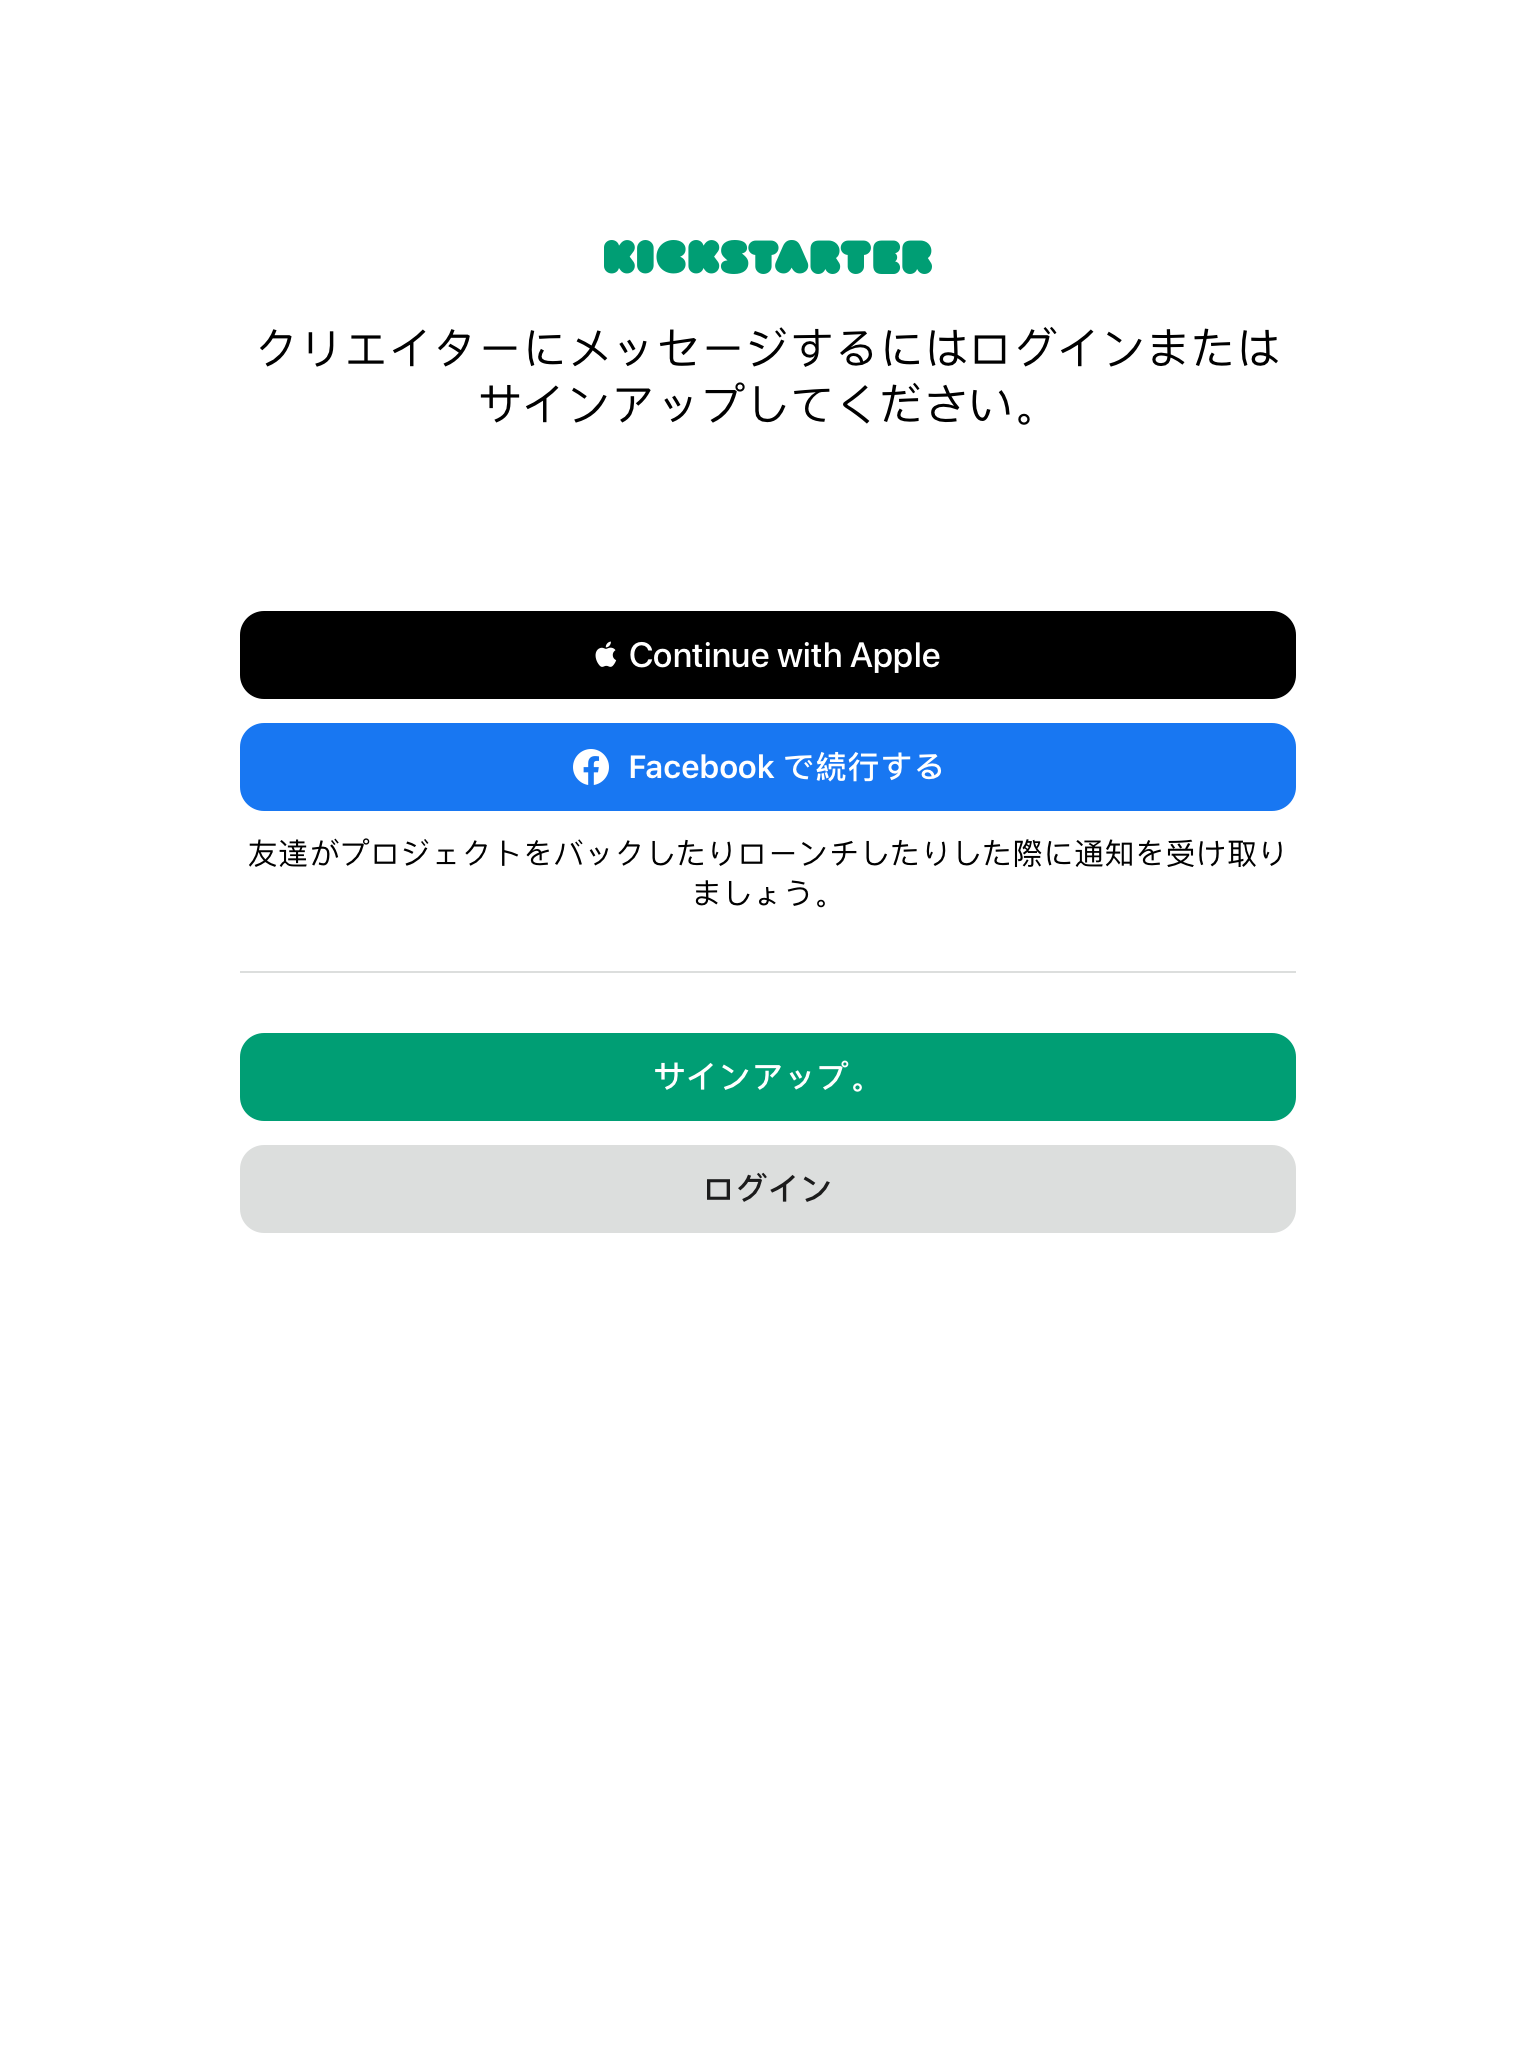 KICKSTARTER
クリエイターにメッセージするにはログインまたは
サインアップしてください。
Continue with Apple
Facebook で続行する
友達がプロジェクトをバックしたりローンチしたりした際に通知を受け取り
ましょう。
サインアップ。
ログイン